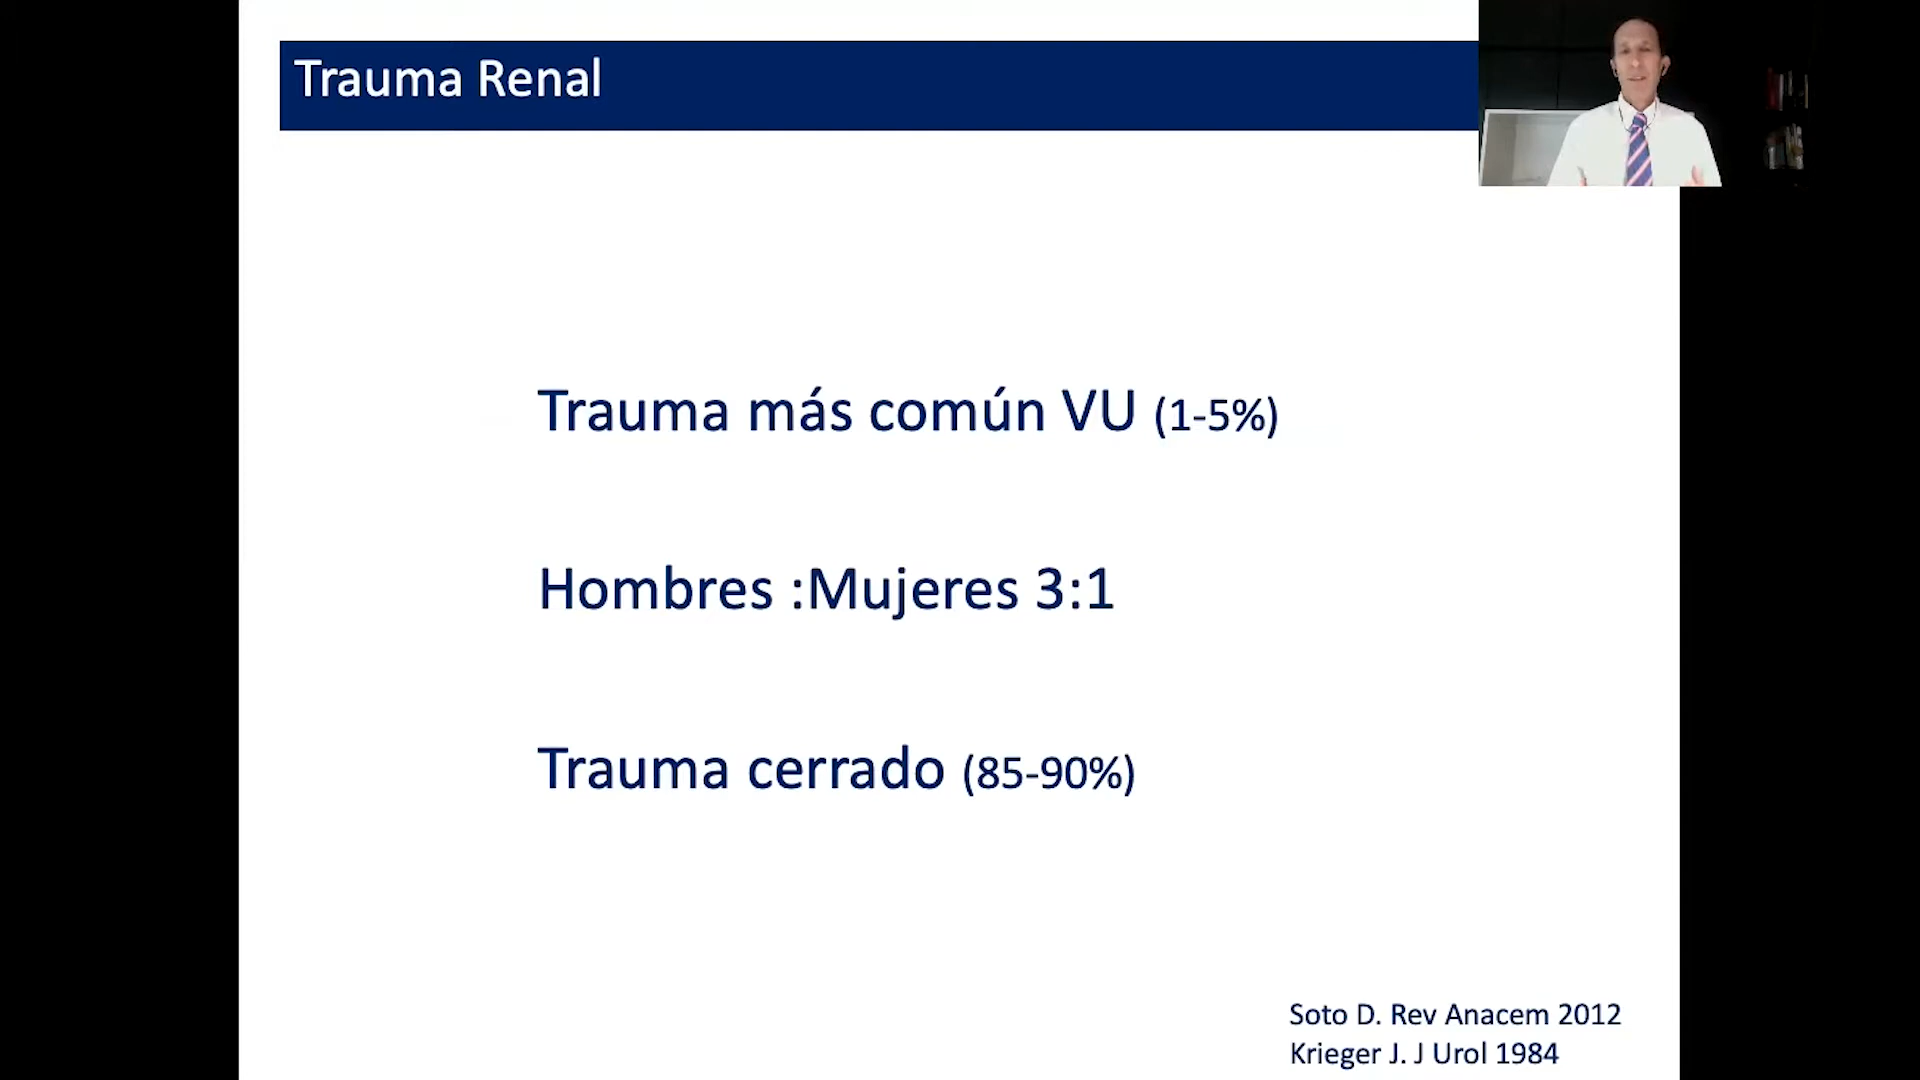 Trauma Renal
Trauma más común VU (1-5%)
Hombres :Mujeres 3:1
Trauma cerrado (85-90%)
Soto D. Rev Anacem 2012
Krieger J. J Urol 1984